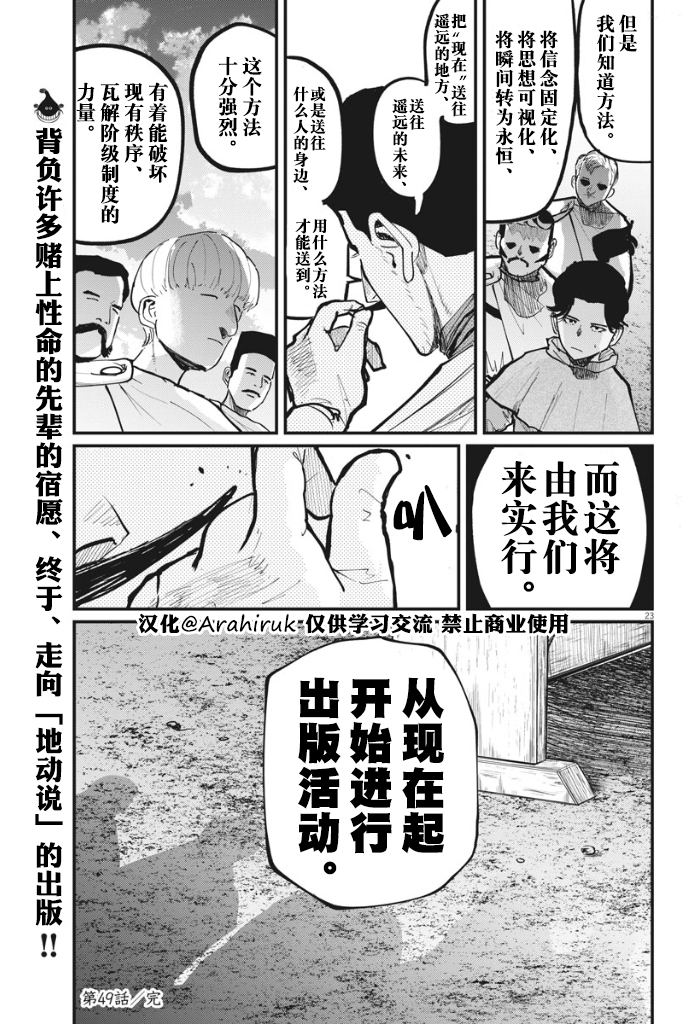 但是
我们知道方法。
将信念固定化、
将思想可视化、
将瞬间转为永恒、
把“现在”送往
遥远的地方、
送往
遥远的未来、
或是送往
什么人的身边、
用什么方法
才能送到。
这个方法
十分强烈。
有着能破坏
现有秩序、
瓦解阶级制度的
力量。
而这将
由我们
来实行。
叭
23
汉化@Arahiruk 仅供学习交流 禁止商业使用
从现在起
开始进行
出版活动。
背负许多赌上性命的先辈的宿愿、终于、走向「地动说」的出版!!
第49話/完